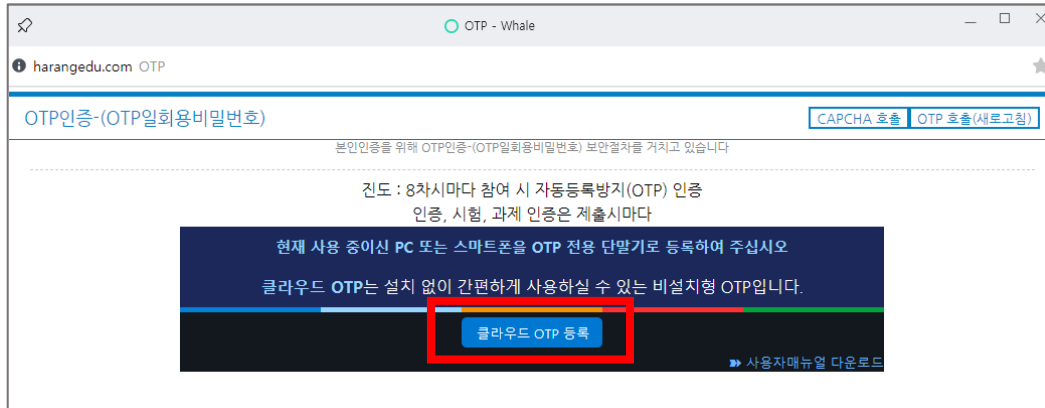 OTP - Whale
harangedu.com OTP
OTP인증-(OTP일회용비밀번호)
CAPCHA 호출
OTP 호출(새로고침)
본인인증을 위해 OTP인증-(OTP일회용비밀번호) 보안절차를 거치고 있습니다
진도 : 8차시마다 참여 시 자동등록방지(OTP) 인증
인증, 시험, 과제 인증은 제출시마다
현재 사용 중이신 PC 또는 스마트폰을 OTP 전용 단말기로 등록하여 주십시오
클라우드 OTP는 설치 없이 간편하게 사용하실 수 있는 비설치형 OTP입니다.
클라우드 OTP 등록
사용자매뉴얼 다운로드